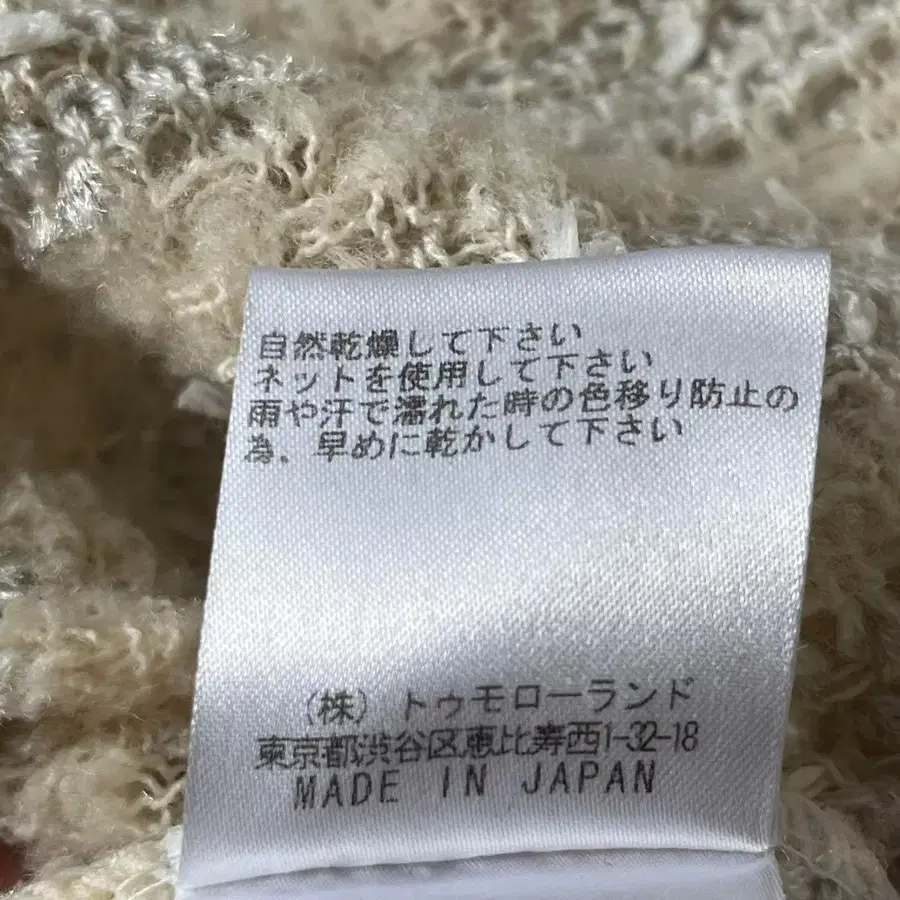 自然乾燥して下さい
ネットを使用して下さい
雨や汗で濡れた時の色移り防止の
為、早めに乾かして下さい
(株) トゥモローランド
東京都渋谷区恵比寿西1-32-18
MADE IN JAPAN